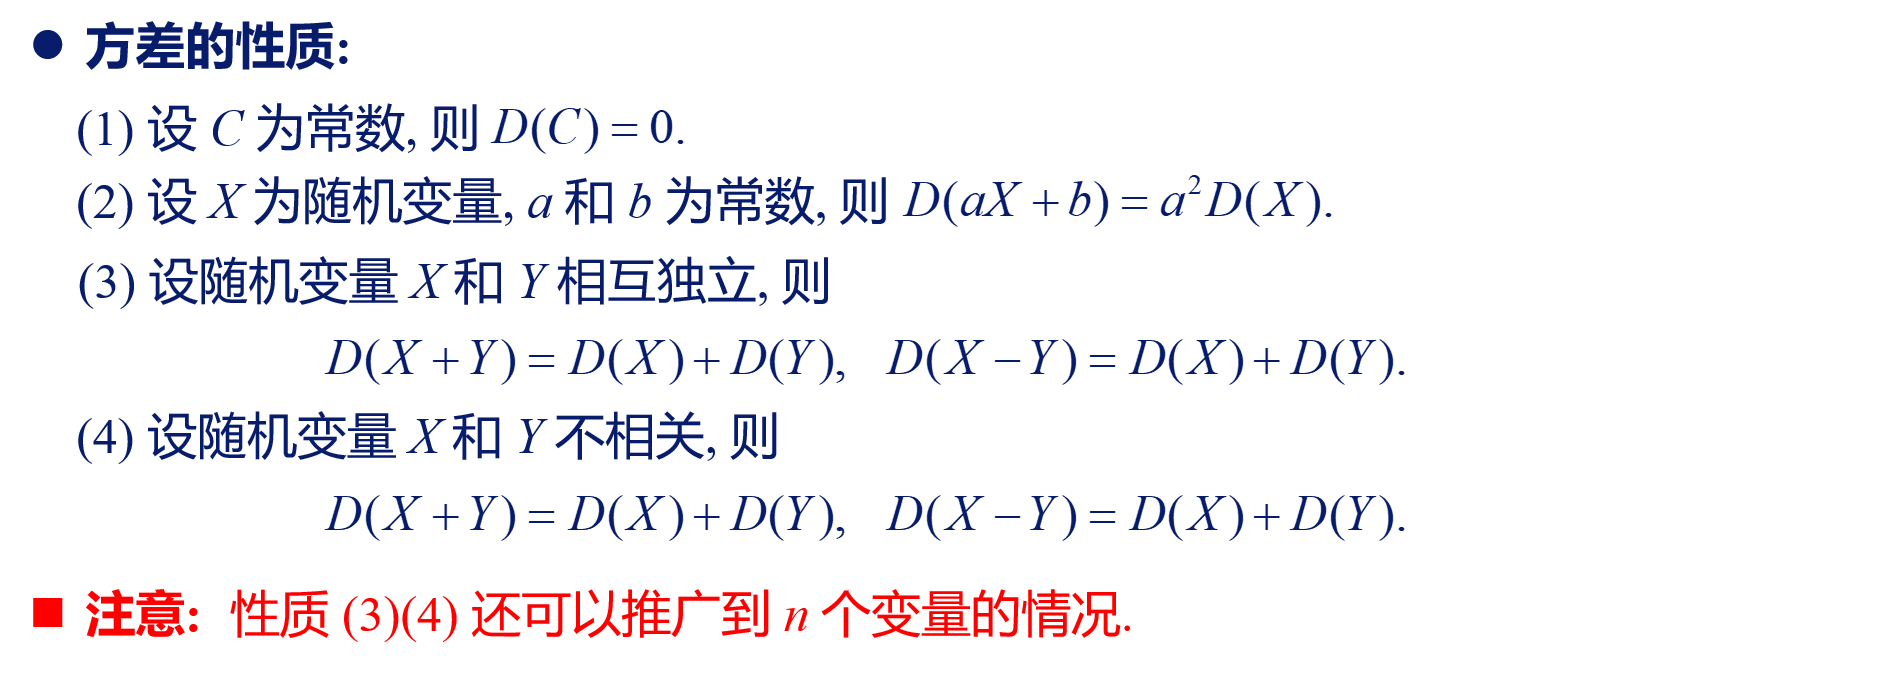 ● 方差的性质:
(1) 设 C 为常数, 则 D(C) = 0.
(2) 设 X 为随机变量, a 和 b 为常数, 则 D(aX + b) = a²D(X).
(3) 设随机变量 X 和 Y 相互独立, 则
D(X + Y) = D(X) + D(Y), D(X − Y) = D(X) + D(Y).
(4) 设随机变量 X 和 Y 不相关, 则
D(X + Y) = D(X) + D(Y), D(X − Y) = D(X) + D(Y).
■ 注意: 性质 (3)(4) 还可以推广到 n 个变量的情况.